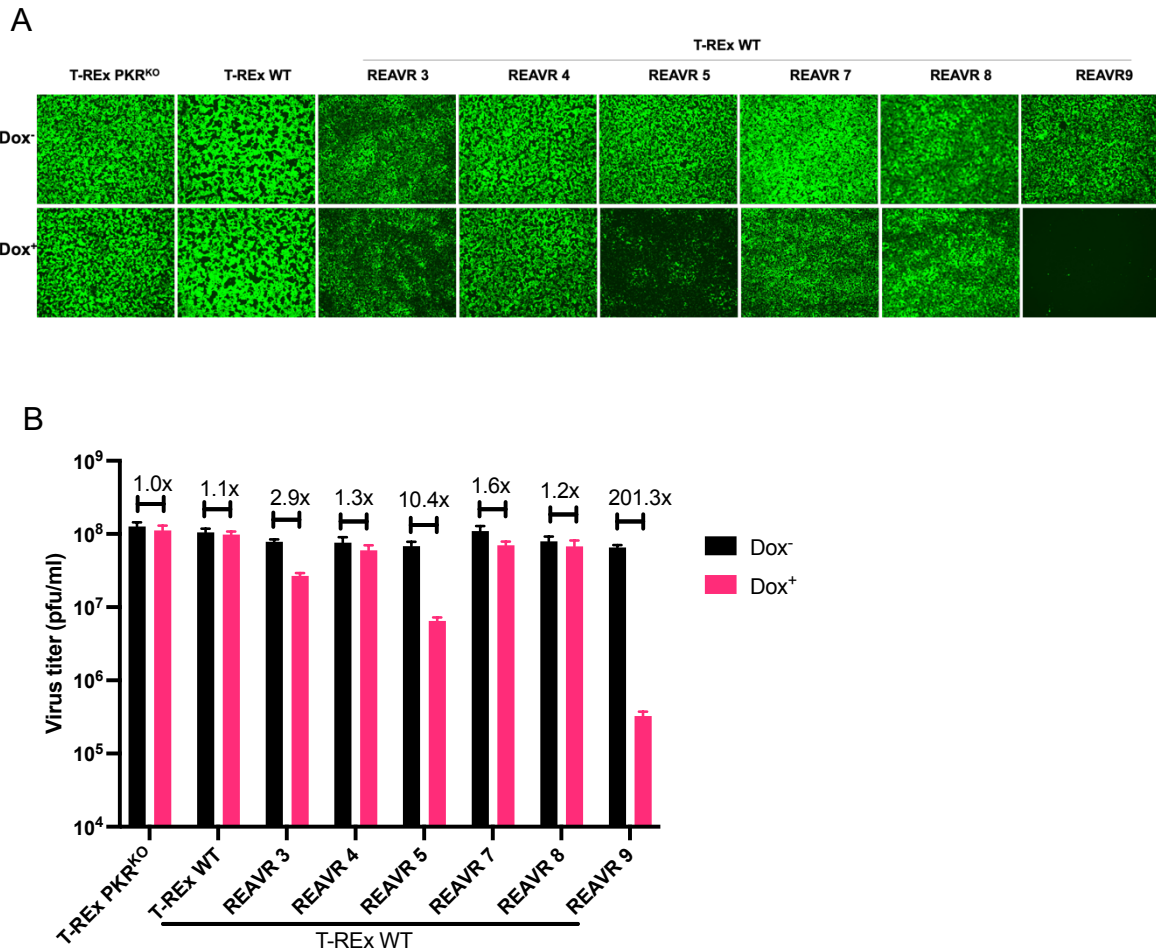 A
T-REx WT
T-REx PKRᴷᴼ T-REx WT REAVR 3 REAVR 4 REAVR 5 REAVR 7 REAVR 8 REAVR9
Dox⁻
Dox⁺
B
Virus titer (pfu/ml)
10⁹
10⁸
10⁷
10⁶
10⁵
10⁴
1.0x 1.1x 2.9x 1.3x 10.4x 1.6x 1.2x 201.3x
Dox⁻
Dox⁺
T-REx PKRᴷᴼ T-REx WT REAVR 3 REAVR 4 REAVR 5 REAVR 7 REAVR 8 REAVR 9
T-REx WT